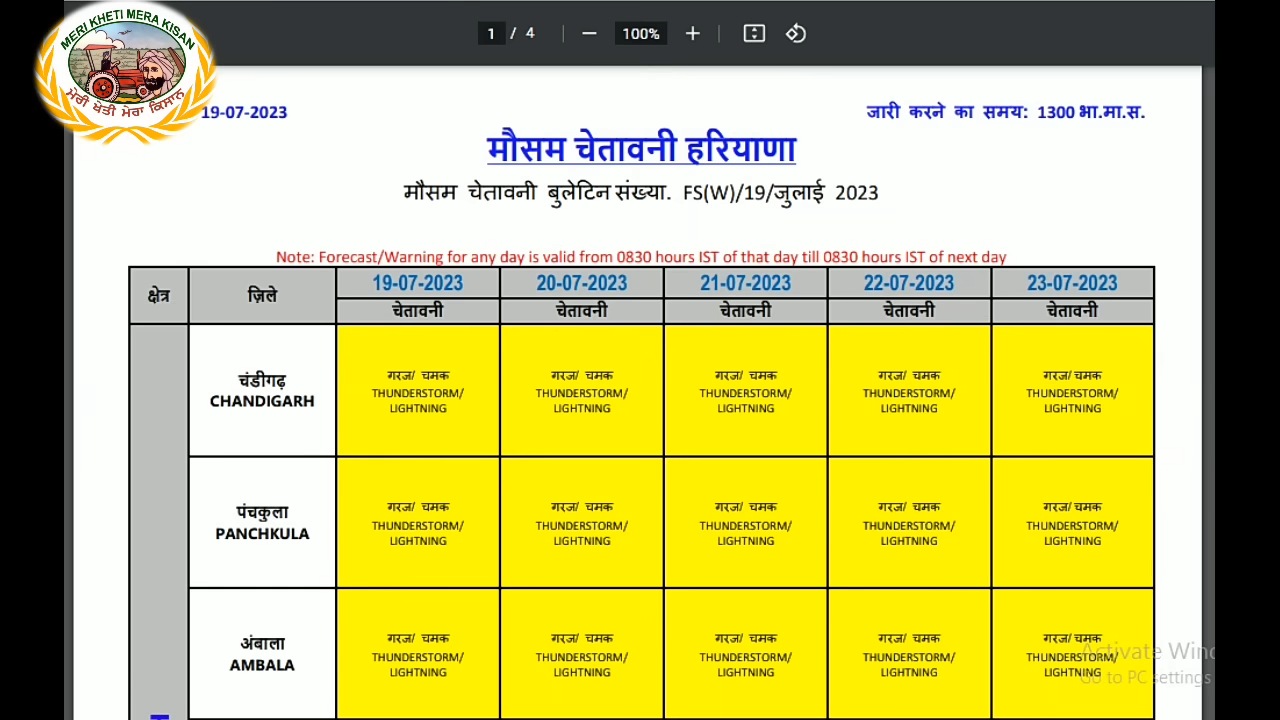 MERI KHETI MERA KISAN
ਮੇਰੀ ਖੇਤੀ ਮੇਰਾ ਕਿਸਾਨ
1 / 4 100%
19-07-2023 जारी करने का समय: 1300 भा.मा.स.
मौसम चेतावनी हरियाणा
मौसम चेतावनी बुलेटिन संख्या. FS(W)/19/जुलाई 2023
Note: Forecast/Warning for any day is valid from 0830 hours IST of that day till 0830 hours IST of next day
क्षेत्र ज़िले 19-07-2023 20-07-2023 21-07-2023 22-07-2023 23-07-2023
चेतावनी चेतावनी चेतावनी चेतावनी चेतावनी
चंडीगढ़ गरज/ चमक गरज/ चमक गरज/ चमक गरज/ चमक गरज/ चमक
CHANDIGARH THUNDERSTORM/ THUNDERSTORM/ THUNDERSTORM/ THUNDERSTORM/ THUNDERSTORM/
LIGHTNING LIGHTNING LIGHTNING LIGHTNING LIGHTNING
पंचकुला गरज/ चमक गरज/ चमक गरज/ चमक गरज/ चमक गरज/ चमक
PANCHKULA THUNDERSTORM/ THUNDERSTORM/ THUNDERSTORM/ THUNDERSTORM/ THUNDERSTORM/
LIGHTNING LIGHTNING LIGHTNING LIGHTNING LIGHTNING
अंबाला गरज/ चमक गरज/ चमक गरज/ चमक गरज/ चमक गरज/ चमक
AMBALA THUNDERSTORM/ THUNDERSTORM/ THUNDERSTORM/ THUNDERSTORM/ THUNDERSTORM/
LIGHTNING LIGHTNING LIGHTNING LIGHTNING LIGHTNING
Activate Wind
Go to PC settings